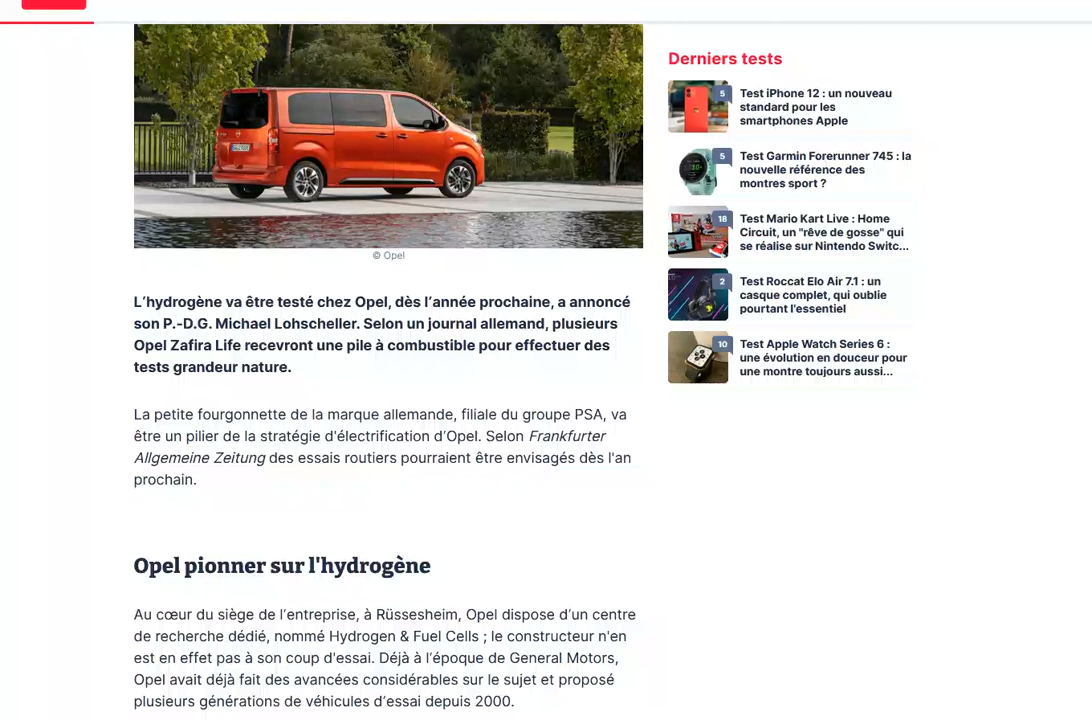 © Opel
L'hydrogène va être testé chez Opel, dès l'année prochaine, a annoncé
son P.-D.G. Michael Lohscheller. Selon un journal allemand, plusieurs
Opel Zafira Life recevront une pile à combustible pour effectuer des
tests grandeur nature.
La petite fourgonnette de la marque allemande, filiale du groupe PSA, va
être un pilier de la stratégie d'électrification d'Opel. Selon Frankfurter
Allgemeine Zeitung des essais routiers pourraient être envisagés dès l'an
prochain.
Opel pionner sur l'hydrogène
Au cœur du siège de l'entreprise, à Rüssesheim, Opel dispose d'un centre
de recherche dédié, nommé Hydrogen & Fuel Cells ; le constructeur n'en
est en effet pas à son coup d'essai. Déjà à l'époque de General Motors,
Opel avait déjà fait des avancées considérables sur le sujet et proposé
plusieurs générations de véhicules d'essai depuis 2000.
Derniers tests
5
Test iPhone 12 : un nouveau
standard pour les
smartphones Apple
5
Test Garmin Forerunner 745 : la
nouvelle référence des
montres sport ?
18
Test Mario Kart Live : Home
Circuit, un "rêve de gosse" qui
se réalise sur Nintendo Switc...
2
Test Roccat Elo Air 7.1 : un
casque complet, qui oublie
pourtant l'essentiel
10
Test Apple Watch Series 6 :
une évolution en douceur pour
une montre toujours aussi...